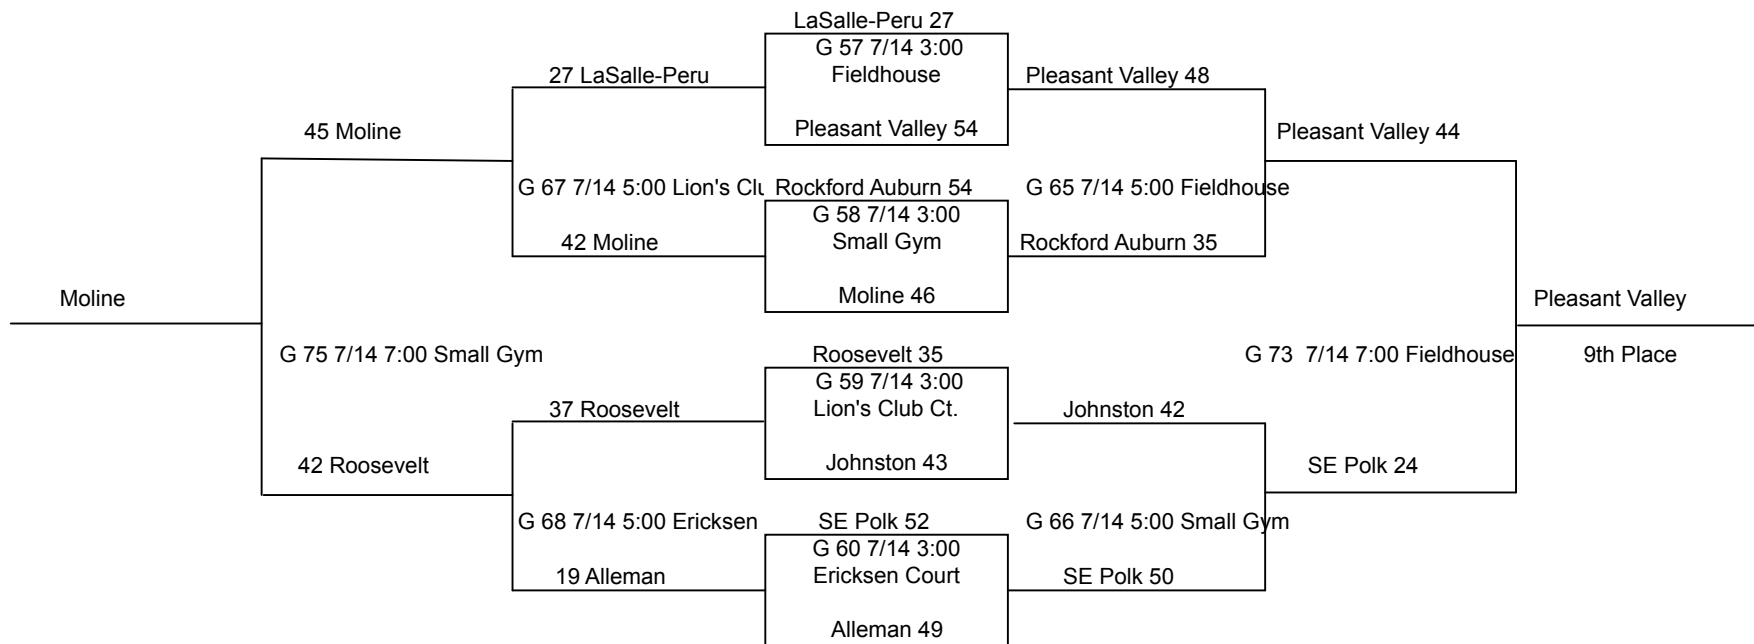 LaSalle-Peru 27
G 57 7/14 3:00
27 LaSalle-Peru
Fieldhouse
Pleasant Valley 48
45 Moline
Pleasant Valley 54
Pleasant Valley 44
G 67 7/14 5:00 Lion's Clu
Rockford Auburn 54
G 65 7/14 5:00 Fieldhouse
G 58 7/14 3:00
42 Moline
Small Gym
Rockford Auburn 35
Moline
Moline 46
Pleasant Valley
G 75 7/14 7:00 Small Gym
Roosevelt 35
G 73 7/14 7:00 Fieldhouse
9th Place
G 59 7/14 3:00
37 Roosevelt
Lion's Club Ct.
Johnston 42
42 Roosevelt
Johnston 43
SE Polk 24
G 68 7/14 5:00 Ericksen
SE Polk 52
G 66 7/14 5:00 Small Gym
G 60 7/14 3:00
19 Alleman
Ericksen Court
SE Polk 50
Alleman 49